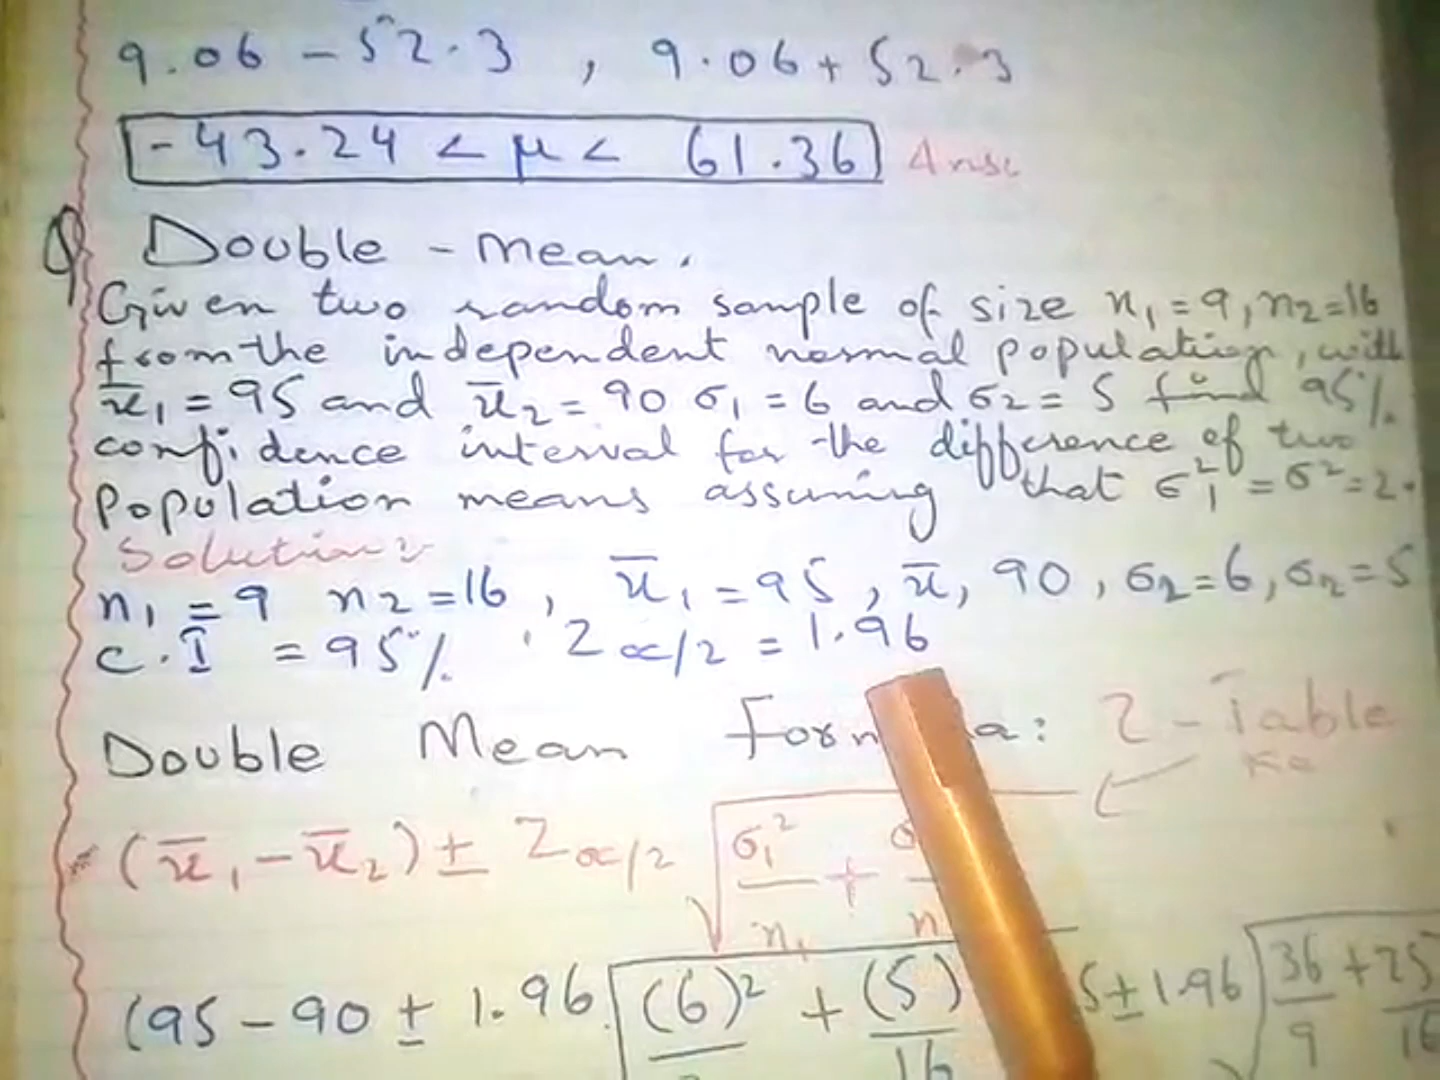 9.06 - 52.3 , 9.06 + 52.3
-43.24 < μ < 61.36 Ans
Q Double - mean.
Given two random sample of size n₁ = 9, n₂ = 16
from the independent normal population, with
x̄₁ = 95 and x̄₂ = 90 σ₁ = 6 and σ₂ = 5 find 95%
confidence interval for the difference of two
population means assuming that σ₁² = σ² = 2.
Solution
n₁ = 9 n₂ = 16, x̄₁ = 95, x̄, 90, σ₂ = 6, σ₂ = 5
C.I = 95% Z α/2 = 1.96
Double Mean a: Z-Table
(x̄₁ - x̄₂) ± Z α/2 √ σ₁²/n₁ +
(95 - 90 ± 1.96 √ (6)² + (5)/16 5 ± 1.96 √ 36/9 + 25/16